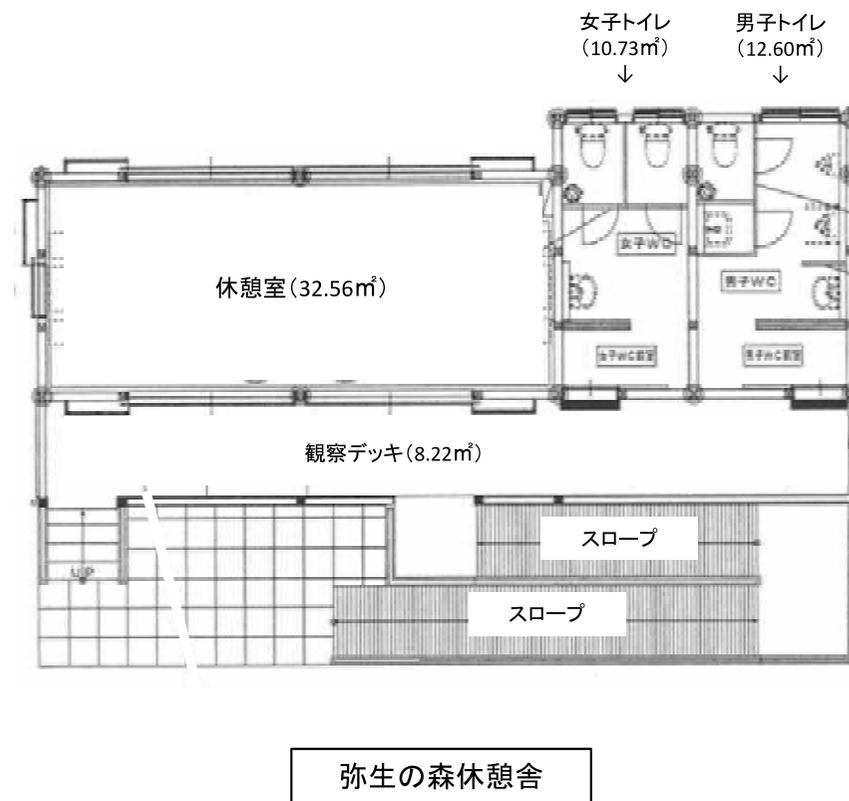 女子トイレ
（10.73㎡）
↓
男子トイレ
（12.60㎡）
↓
女子WC
休憩室（32.56㎡）
男子WC
女子WC前室
男子WC前室
観察デッキ（8.22㎡）
スロープ
UP
スロープ
弥生の森休憩舎